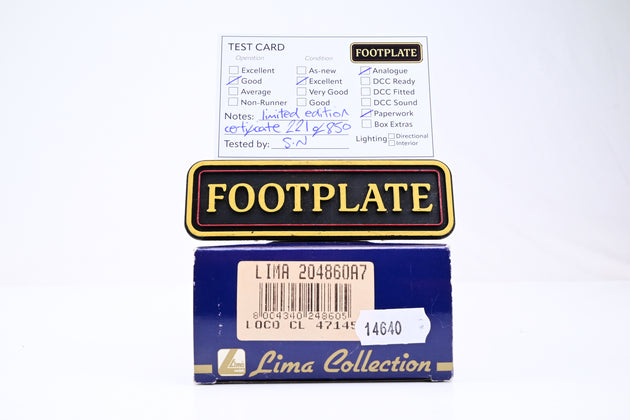 TEST CARD
FOOTPLATE
Operation Condition
Excellent As-new Analogue
Good Excellent DCC Ready
Average Very Good DCC Fitted
Non-Runner Good DCC Sound
Notes: limited edition Paperwork
certificate 221 of 850 Box Extras
Tested by: S.N Lighting Directional
Interior
FOOTPLATE
LIMA 204860A7
8 004340 248605
LOCO CL 47145
14640
Lima
Lima Collection